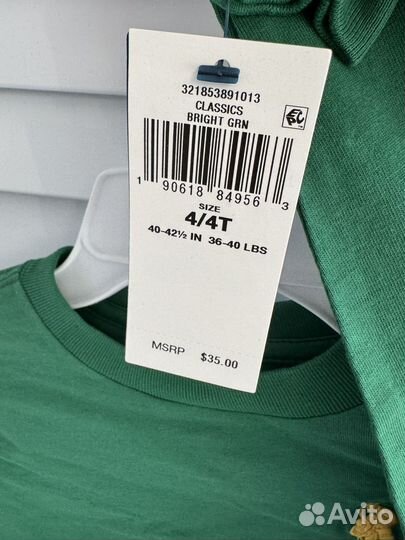 321853891013
CLASSICS
BRIGHT GRN
1 90618 84956 3
SIZE
4/4T
40-42½ IN 36-40 LBS
MSRP $35.00
Avito